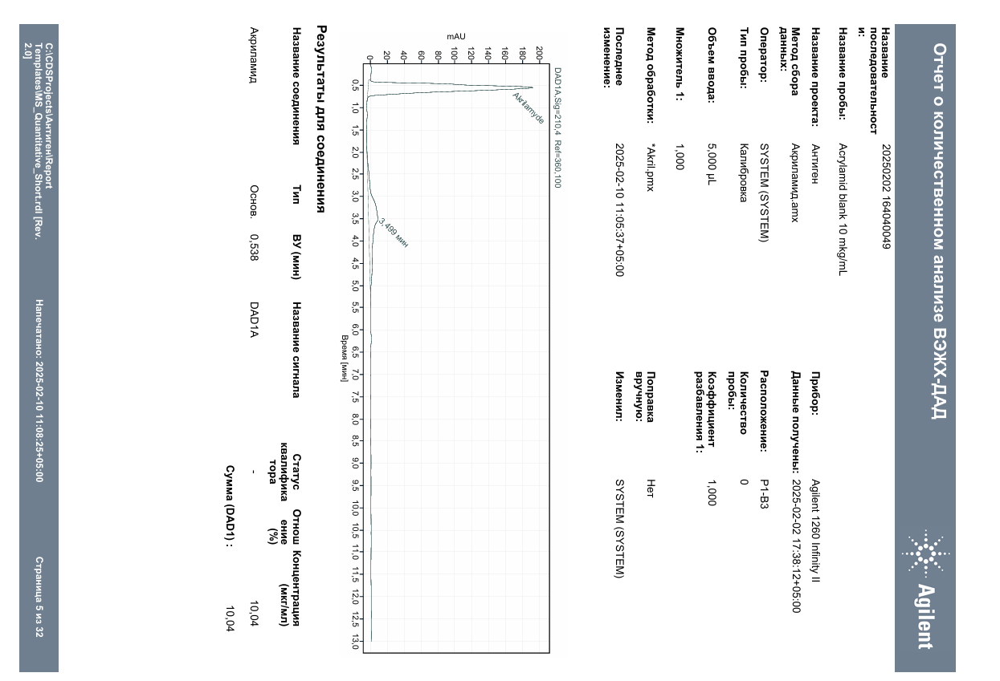 Отчет о количественном анализе ВЭЖХ-ДАД
Agilent
Название последовательност
и:
20250202 164040049
Название пробы: Acrylamid blank 10 mkg/mL
Название проекта: Антиген
Прибор: Agilent 1260 Infinity II
Метод сбора данных: Акриламид.amx
Данные получены: 2025-02-02 17:38:12+05:00
Оператор: SYSTEM (SYSTEM)
Расположение: P1-B3
Тип пробы: Калибровка
Количество пробы: 0
Объем ввода: 5,000 µL
Коэффициент разбавления 1: 1,000
Множитель 1: 1,000
Метод обработки: *Akril.pmx
Поправка вручную: Нет
Последнее изменение: 2025-02-10 11:05:37+05:00
Изменил: SYSTEM (SYSTEM)
DAD1A,Sig=210,4 Ref=360,100
mAU
200
180
160
140
120
100
80
60
40
20
0
Akrilamyde
3,499 мин
0,5 1,0 1,5 2,0 2,5 3,0 3,5 4,0 4,5 5,0 5,5 6,0 6,5 7,0 7,5 8,0 8,5 9,0 9,5 10,0 10,5 11,0 11,5 12,0 12,5 13,0
Время [мин]
Результаты для соединения
Название соединения Тип ВУ (мин) Название сигнала Статус квалифика тора Отнош ение (%) Концентрация (мкг/мл)
Акриламид Основ. 0,538 DAD1A - 10,04
Сумма (DAD1) : 10,04
C:\CDSProjects\Антиген\Report
Templates\MS_Quantitative_Short.rdl [Rev.
2.0]
Напечатано: 2025-02-10 11:08:25+05:00
Страница 5 из 32